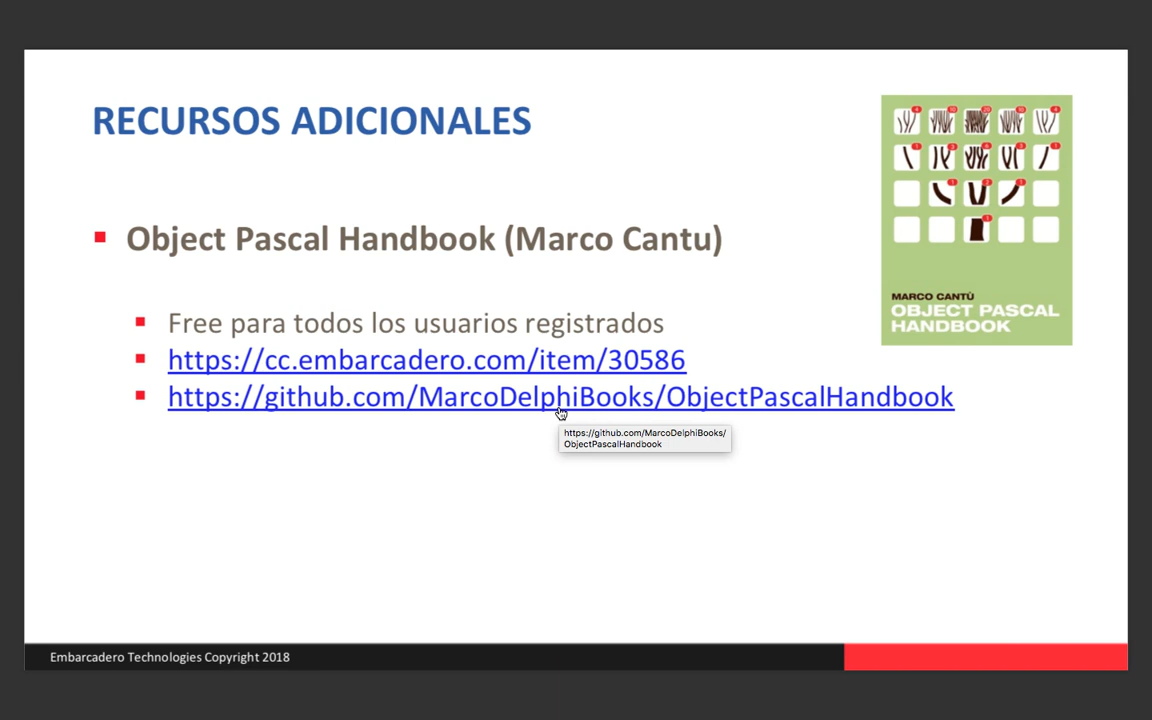 RECURSOS ADICIONALES
Object Pascal Handbook (Marco Cantu)
Free para todos los usuarios registrados
https://cc.embarcadero.com/item/30586
https://github.com/MarcoDelphiBooks/ObjectPascalHandbook
https://github.com/MarcoDelphiBooks/
ObjectPascalHandbook
MARCO CANTÙ
OBJECT PASCAL
HANDBOOK
Embarcadero Technologies Copyright 2018